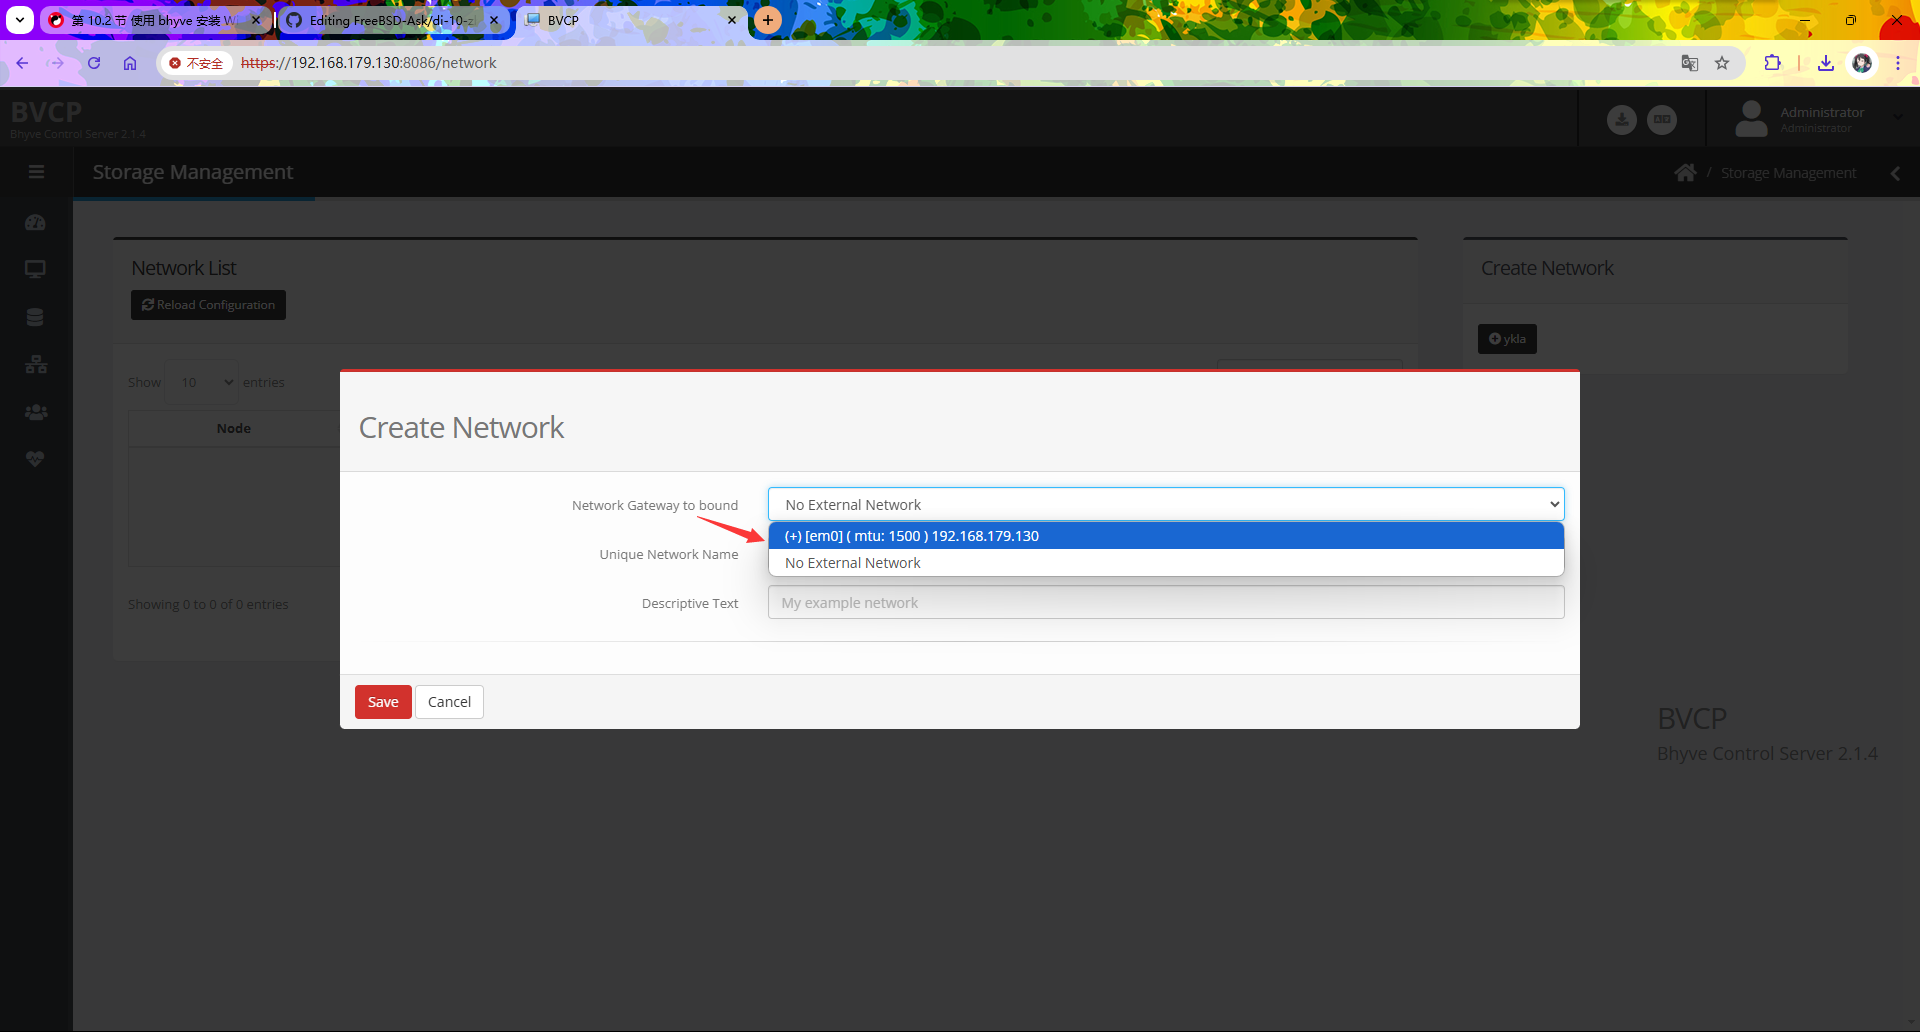 第 10.2 节 使用 bhyve 安装 W
Editing FreeBSD-Ask/di-10-z
BVCP
不安全
https://192.168.179.130:8086/network
BVCP
Bhyve Control Server 2.1.4
Administrator
Administrator
Storage Management
/ Storage Management
Network List
Reload Configuration
Create Network
ykla
Show 10 entries
Node
Showing 0 to 0 of 0 entries
Create Network
Network Gateway to bound
No External Network
(+) [em0] ( mtu: 1500 ) 192.168.179.130
No External Network
Unique Network Name
Descriptive Text
My example network
Save
Cancel
BVCP
Bhyve Control Server 2.1.4